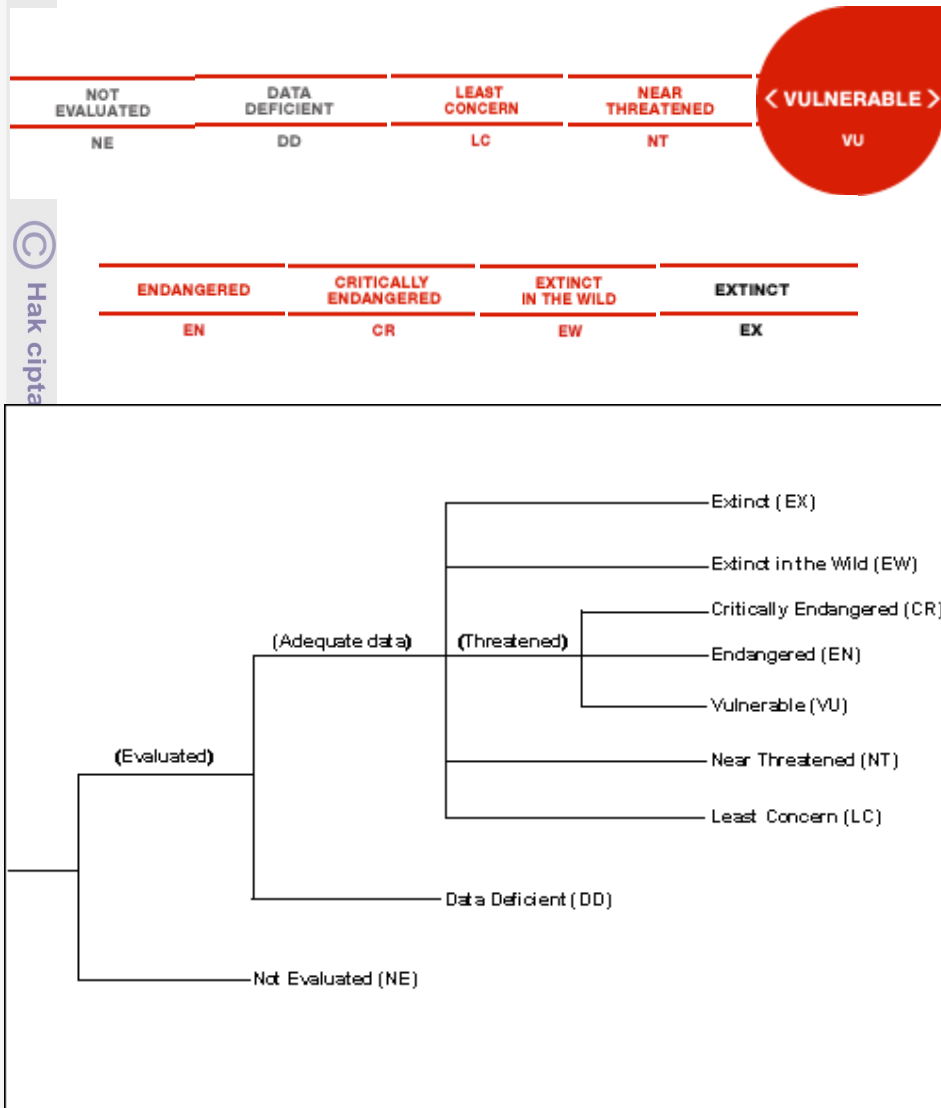 NOT
EVALUATED
NE
DATA
DEFICIENT
DD
LEAST
CONCERN
LC
NEAR
THREATENED
NT
< VULNERABLE >
VU
© Hak cipta
ENDANGERED
EN
CRITICALLY
ENDANGERED
CR
EXTINCT
IN THE WILD
EW
EXTINCT
EX
Extinct (EX)
Extinct in the Wild (EW)
Critically Endangered (CR)
(Adequate data)
(Threatened)
Endangered (EN)
Vulnerable (VU)
(Evaluated)
Near Threatened (NT)
Least Concern (LC)
Data Deficient (DD)
Not Evaluated (NE)